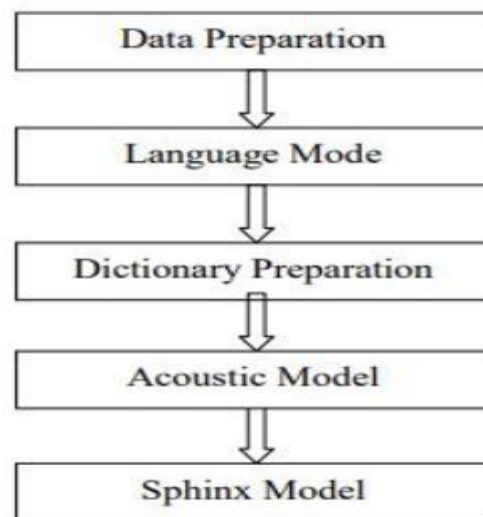 Data Preparation
Language Mode
Dictionary Preparation
Acoustic Model
Sphinx Model